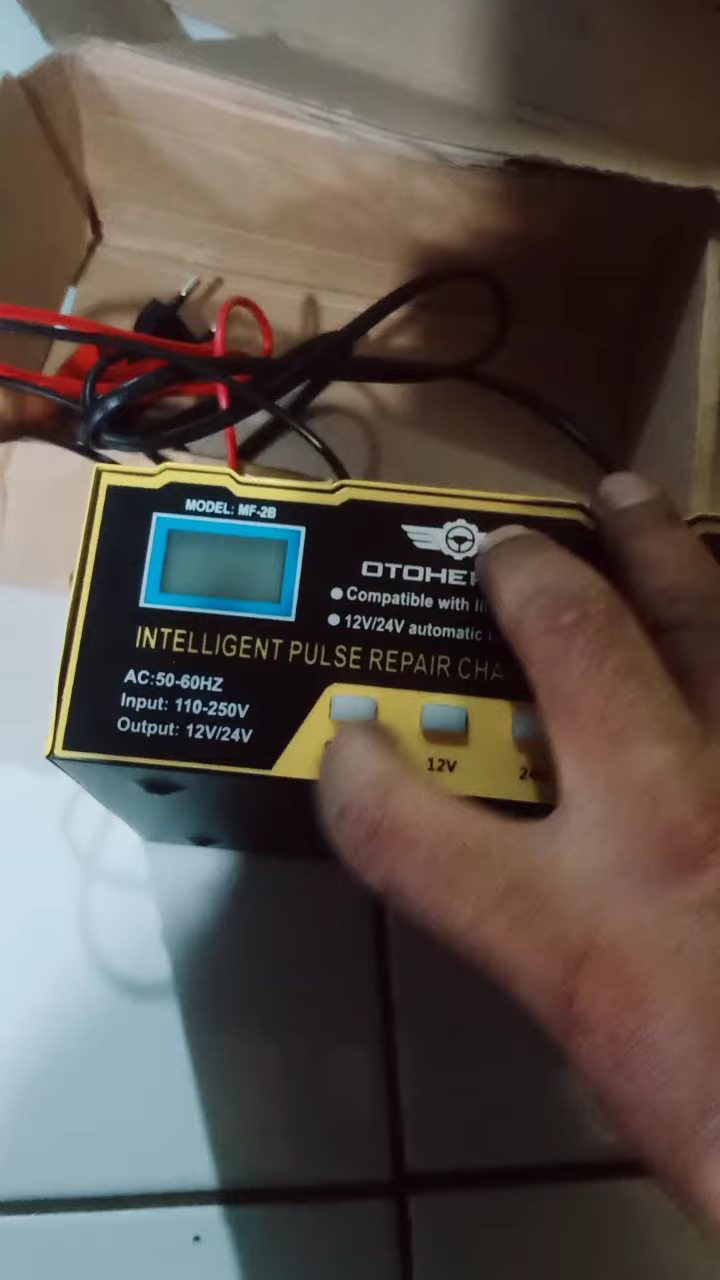 MODEL: MF-2B
OTOHE
Compatible with
12V/24V automatic
INTELLIGENT PULSE REPAIR CHA
AC:50-60HZ
Input: 110-250V
Output: 12V/24V
12V